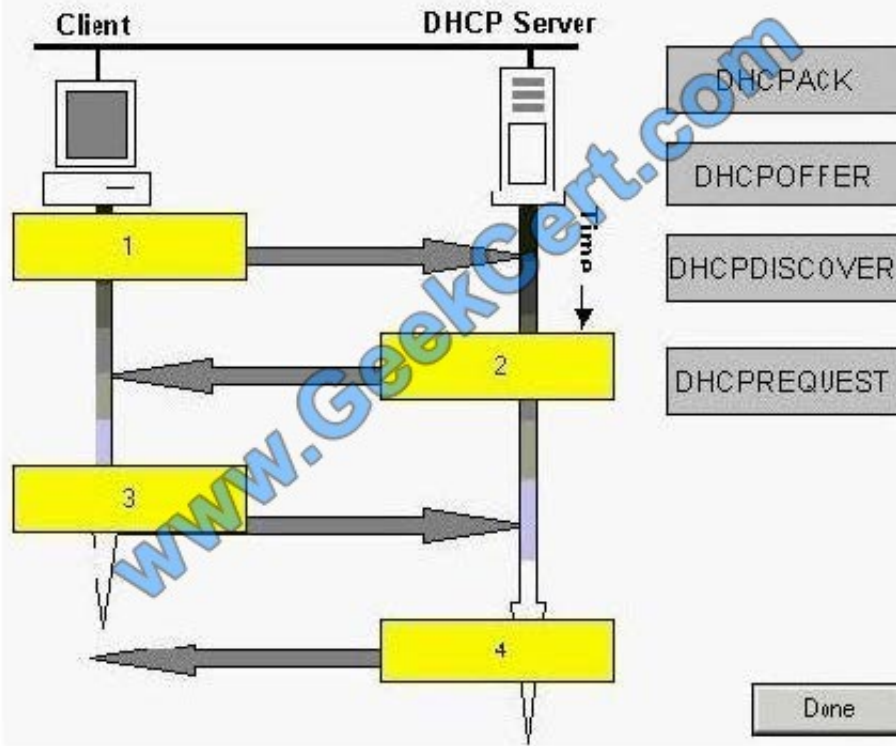 Client
DHCP Server
DHCPACK
DHCPOFFER
Time
DHCPDISCOVER
DHCPREQUEST
1
2
3
4
Done
www.GeekCert.com